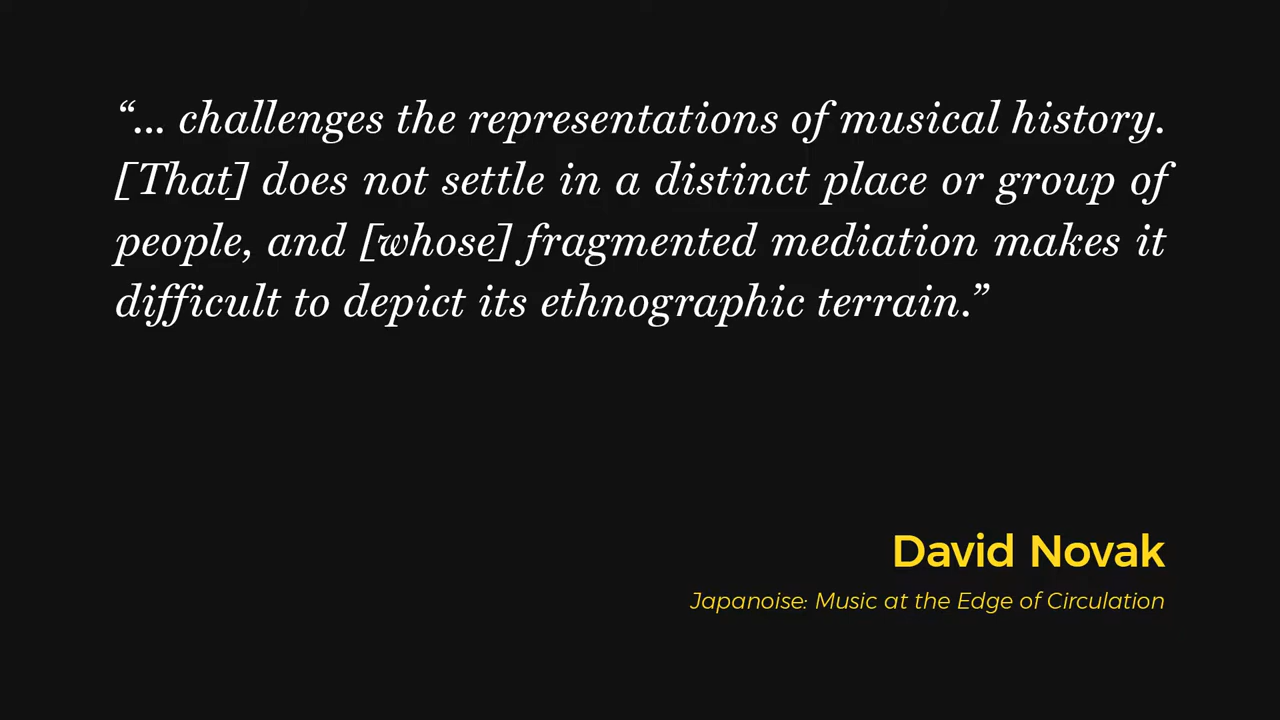 “... challenges the representations of musical history.
[That] does not settle in a distinct place or group of
people, and [whose] fragmented mediation makes it
difficult to depict its ethnographic terrain.”
David Novak
Japanoise: Music at the Edge of Circulation